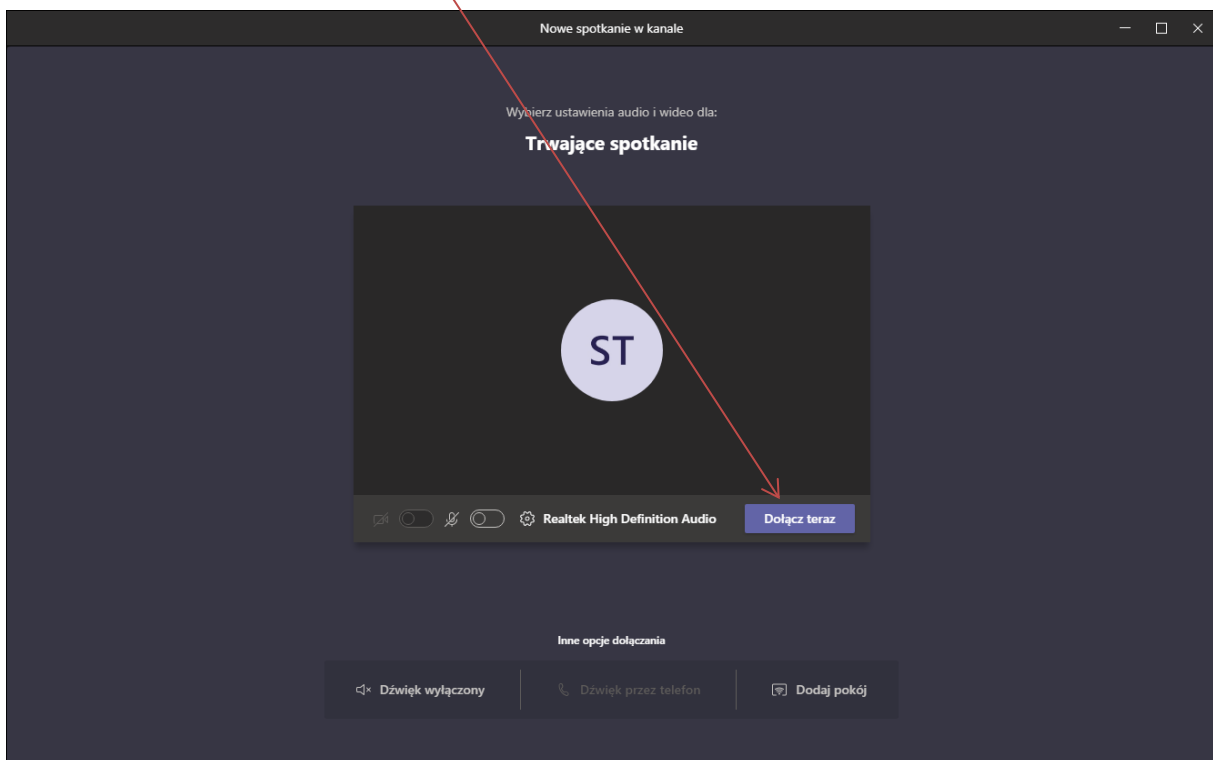 Nowe spotkanie w kanale
Wybierz ustawienia audio i wideo dla:
Trwające spotkanie
ST
Realtek High Definition Audio
Dołącz teraz
Inne opcje dołączania
Dźwięk wyłączony
Dźwięk przez telefon
Dodaj pokój